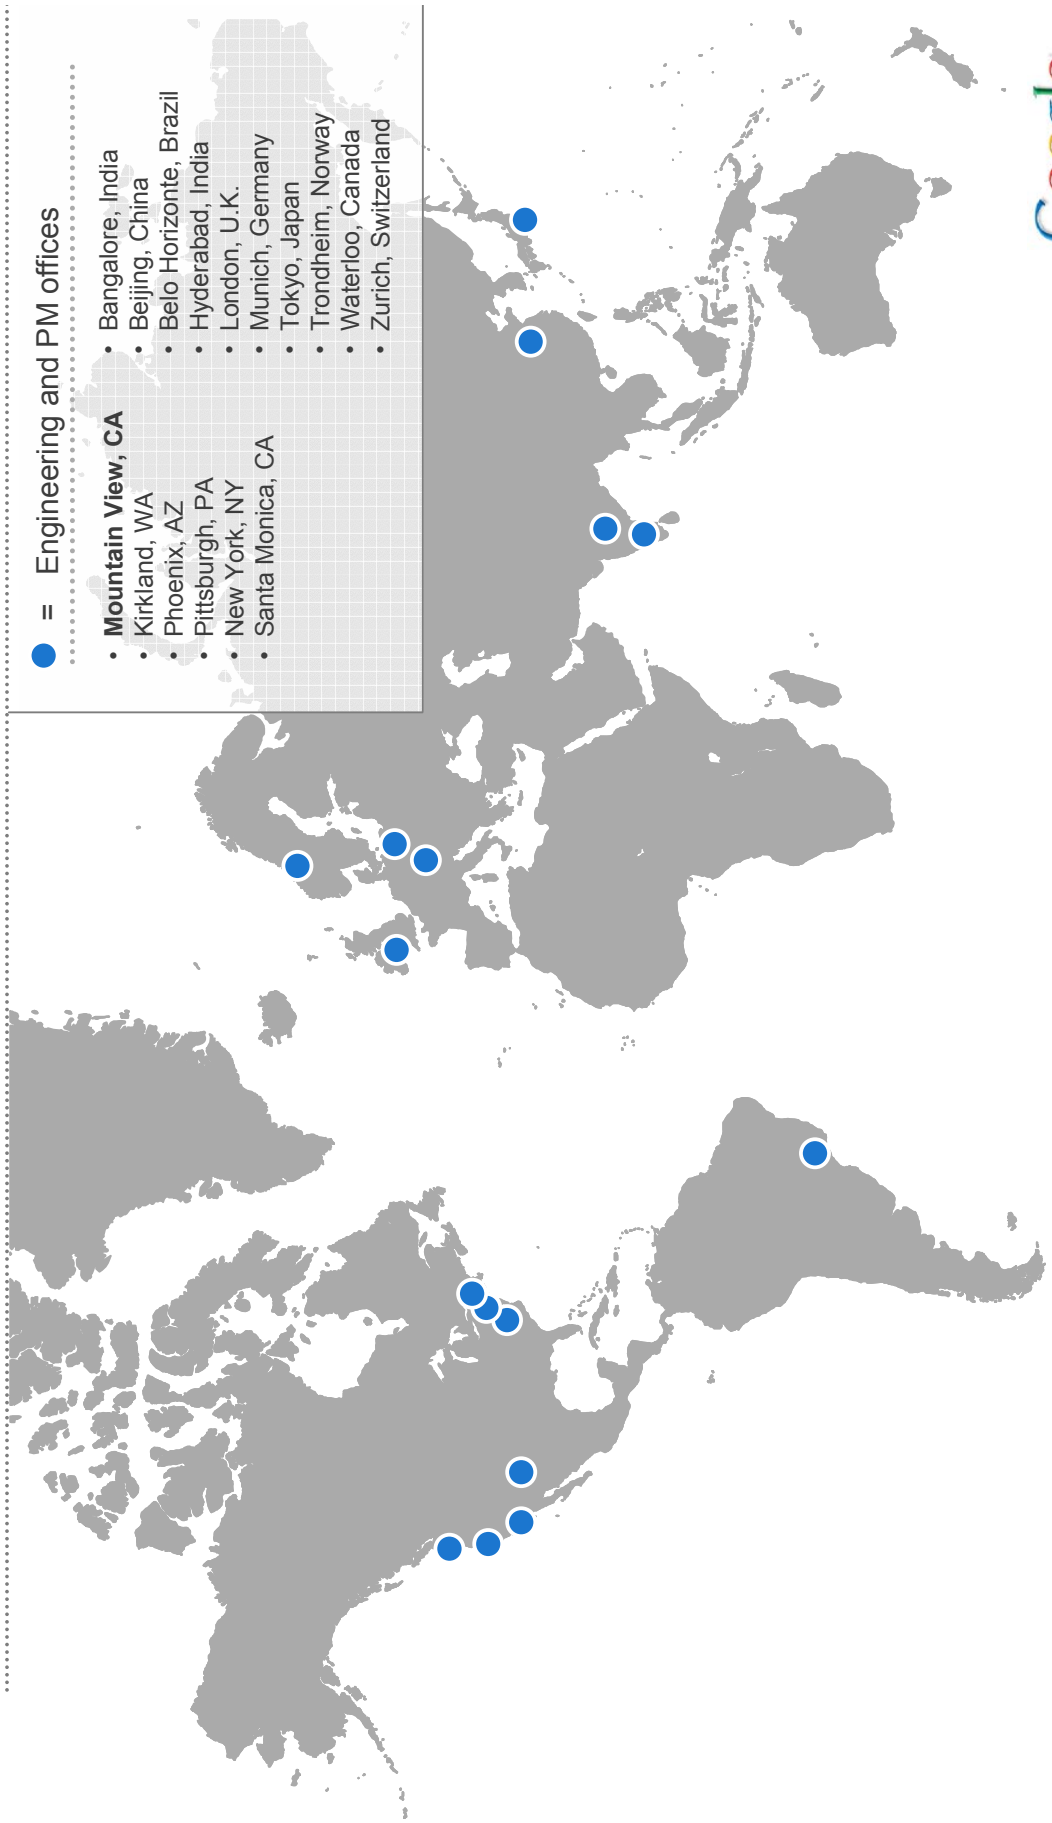 = Engineering and PM offices
• Mountain View, CA
• Kirkland, WA
• Phoenix, AZ
• Pittsburgh, PA
• New York, NY
• Santa Monica, CA
• Bangalore, India
• Beijing, China
• Belo Horizonte, Brazil
• Hyderabad, India
• London, U.K.
• Munich, Germany
• Tokyo, Japan
• Trondheim, Norway
• Waterloo, Canada
• Zurich, Switzerland
Google